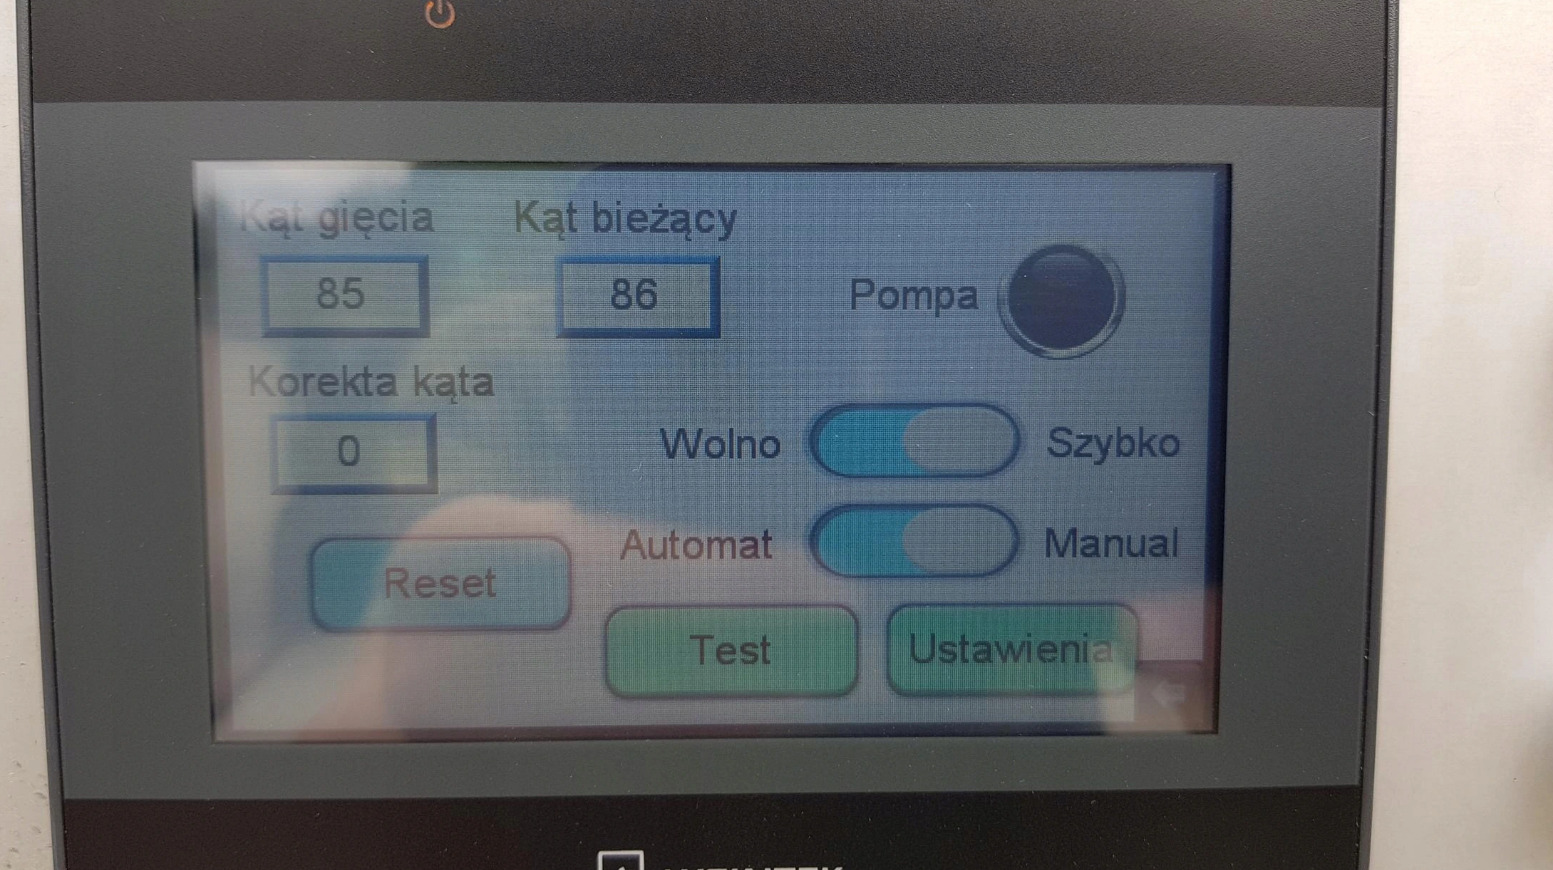 Kąt gięcia
Kąt bieżący
85
86
Pompa
Korekta kąta
0
Wolno
Szybko
Automat
Manual
Reset
Test
Ustawienia